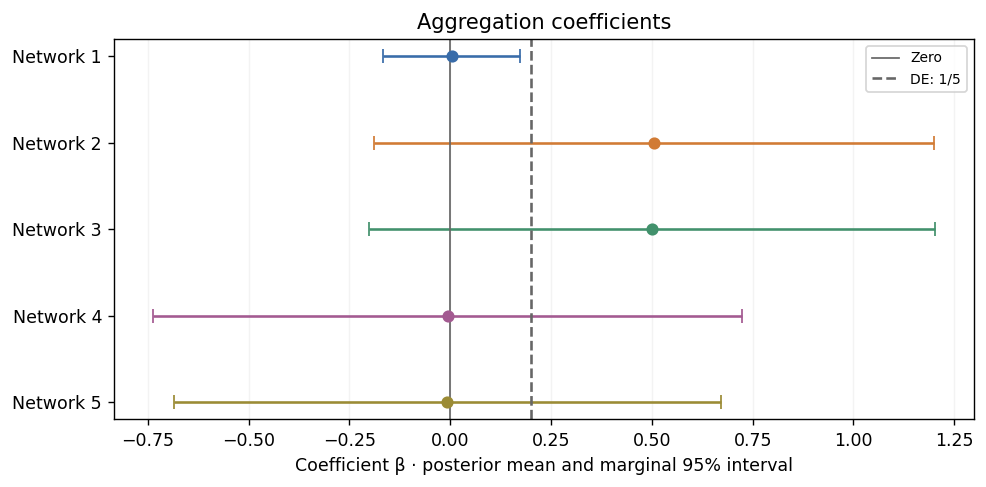 Aggregation coefficients
Network 1
Network 2
Network 3
Network 4
Network 5
Zero
DE: 1/5
−0.75 −0.50 −0.25 0.00 0.25 0.50 0.75 1.00 1.25
Coefficient β · posterior mean and marginal 95% interval